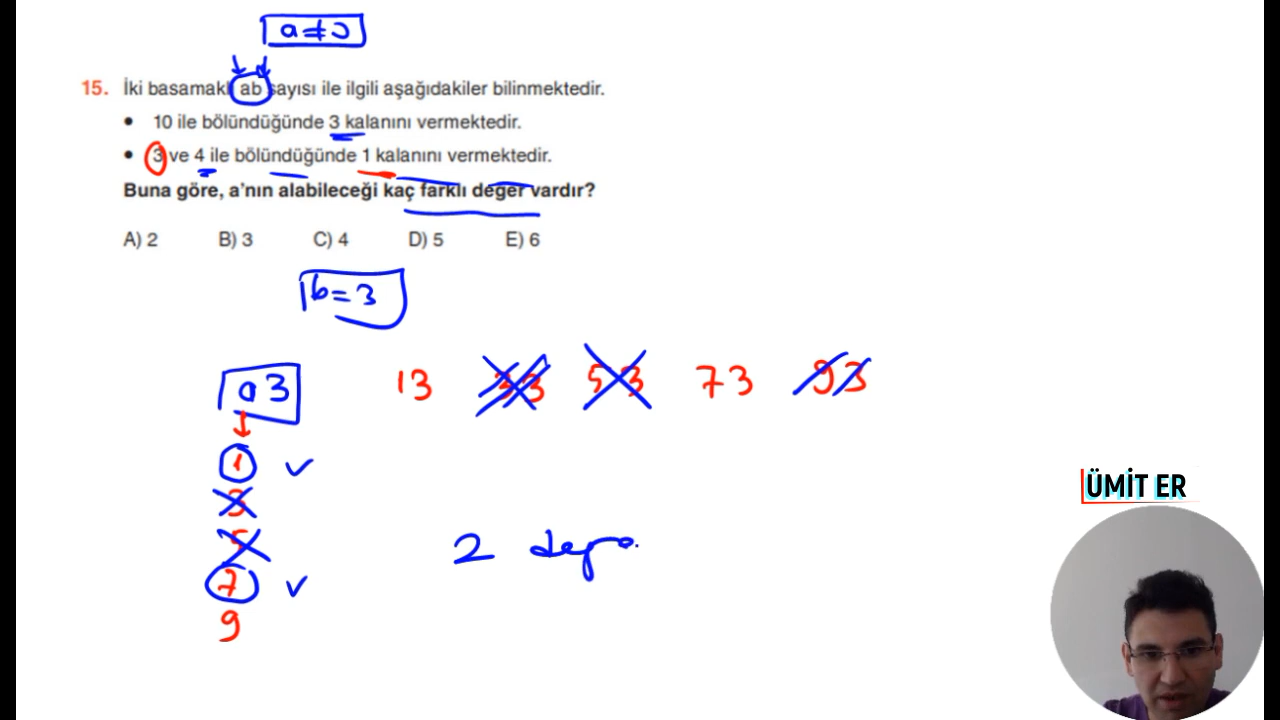 a≠0
15. İki basamaklı ab sayısı ile ilgili aşağıdakiler bilinmektedir.
• 10 ile bölündüğünde 3 kalanını vermektedir.
• 3 ve 4 ile bölündüğünde 1 kalanını vermektedir.
Buna göre, a'nın alabileceği kaç farklı değer vardır?
A) 2 B) 3 C) 4 D) 5 E) 6
b=3
a3 13 33 53 73 93
1
3
5
7
9
2 değer
ÜMİT ER